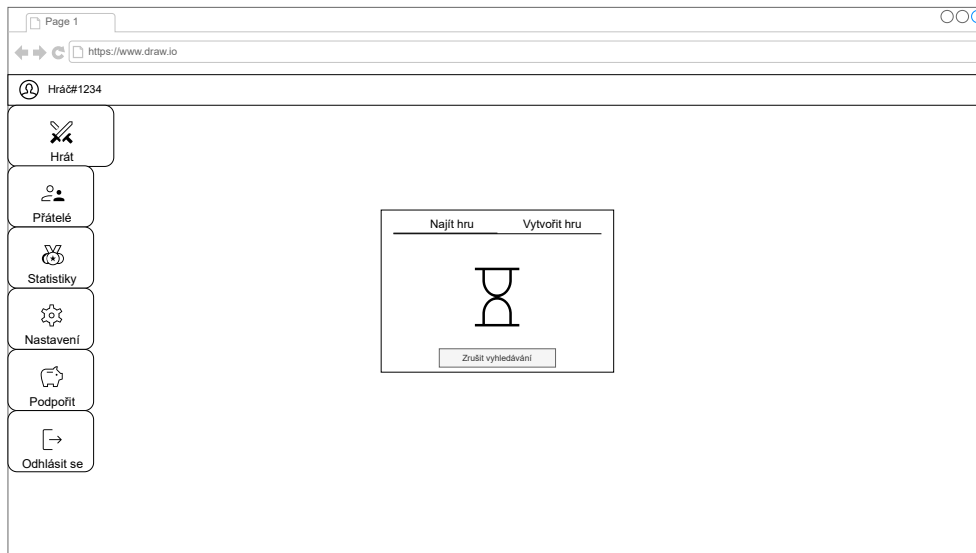 Page 1
https://www.draw.io
Hráč#1234
Hrát
Přátelé
Statistiky
Nastavení
Podpořit
Odhlásit se
Najít hru Vytvořit hru
Zrušit vyhledávání